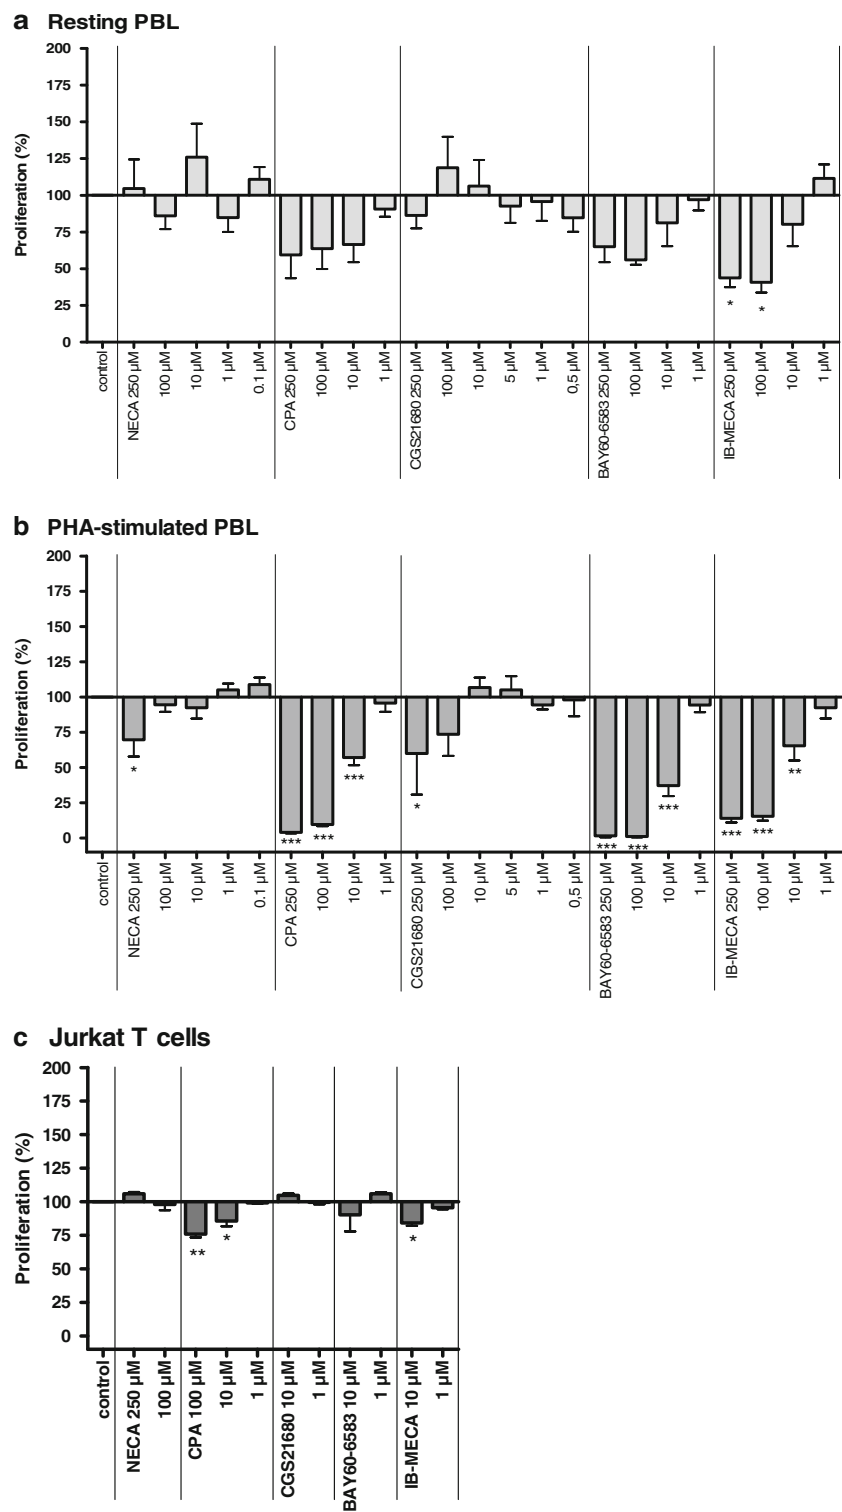 a Resting PBL
200
175
150
125
100
75
50
25
0
Proliferation (%)
control
NECA 250 µM
100 µM
10 µM
1 µM
0.1 µM
CPA 250 µM
100 µM
10 µM
1 µM
CGS21680 250 µM
100 µM
10 µM
5 µM
1 µM
0,5 µM
BAY60-6583 250 µM
100 µM
10 µM
1 µM
IB-MECA 250 µM
100 µM
10 µM
1 µM
* *
b PHA-stimulated PBL
200
175
150
125
100
75
50
25
0
Proliferation (%)
* *** *** *** * *** *** *** *** *** **
control
NECA 250 µM
100 µM
10 µM
1 µM
0.1 µM
CPA 250 µM
100 µM
10 µM
1 µM
CGS21680 250 µM
100 µM
10 µM
5 µM
1 µM
0,5 µM
BAY60-6583 250 µM
100 µM
10 µM
1 µM
IB-MECA 250 µM
100 µM
10 µM
1 µM
c Jurkat T cells
200
175
150
125
100
75
50
25
0
Proliferation (%)
** * *
control
NECA 250 µM
100 µM
CPA 100 µM
10 µM
1 µM
CGS21680 10 µM
1 µM
BAY60-6583 10 µM
1 µM
IB-MECA 10 µM
1 µM